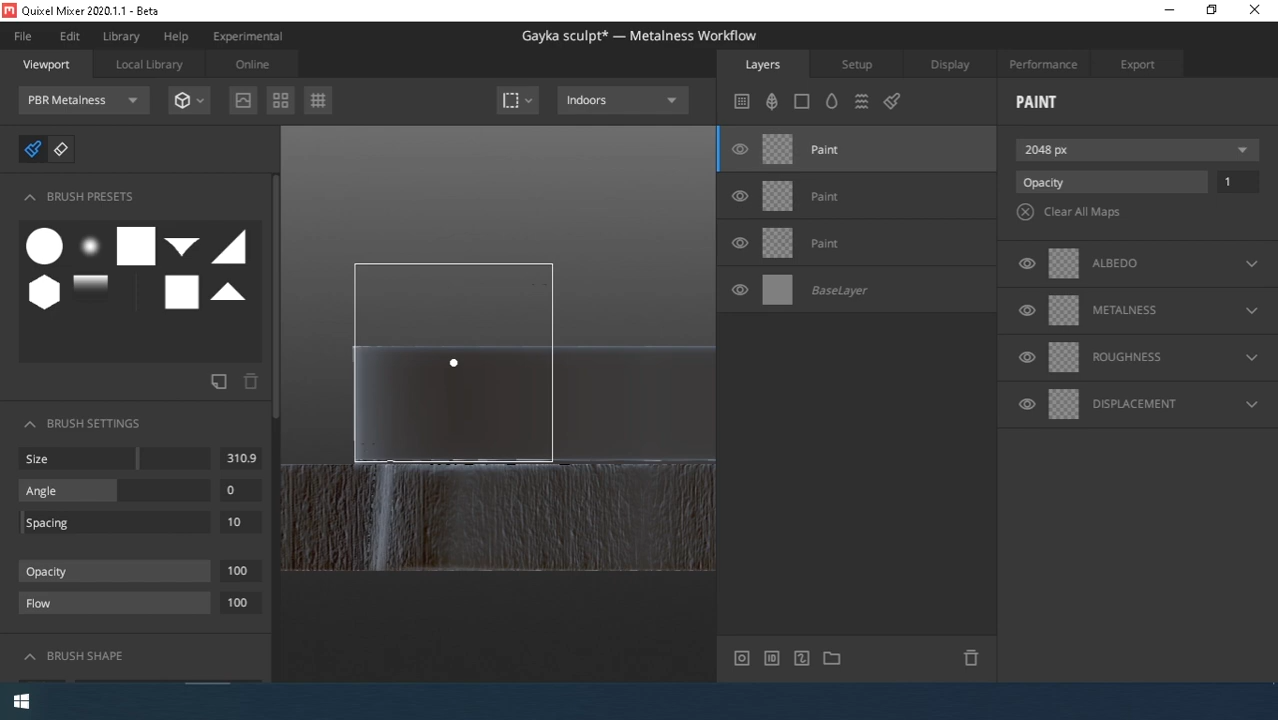 Quixel Mixer 2020.1.1 - Beta
File Edit Library Help Experimental
Gayka sculpt* — Metalness Workflow
Viewport Local Library Online
Layers Setup Display Performance Export
PBR Metalness
Indoors
PAINT
2048 px
Opacity 1
Clear All Maps
ALBEDO
METALNESS
ROUGHNESS
DISPLACEMENT
Paint
Paint
Paint
BaseLayer
BRUSH PRESETS
BRUSH SETTINGS
Size 310.9
Angle 0
Spacing 10
Opacity 100
Flow 100
BRUSH SHAPE